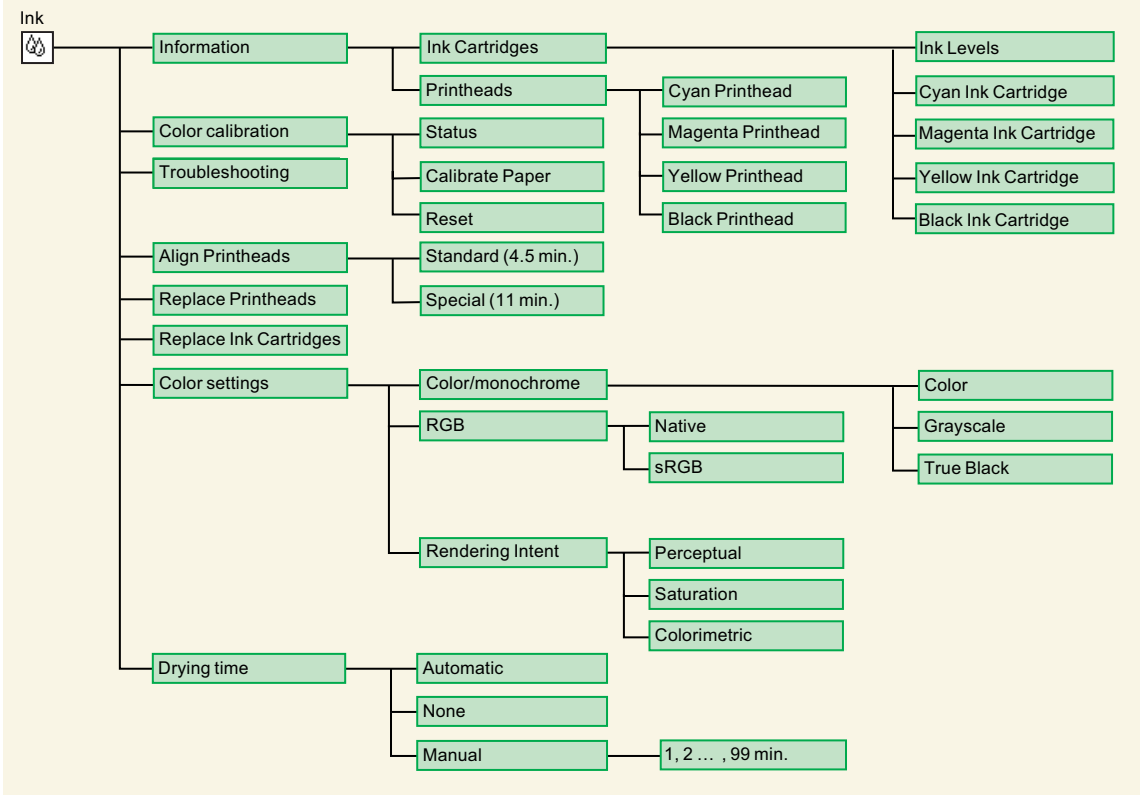 Ink
Information
Ink Cartridges
Ink Levels
Printheads
Cyan Printhead
Cyan Ink Cartridge
Color calibration
Status
Magenta Printhead
Magenta Ink Cartridge
Troubleshooting
Calibrate Paper
Yellow Printhead
Yellow Ink Cartridge
Reset
Black Printhead
Black Ink Cartridge
Align Printheads
Standard (4.5 min.)
Replace Printheads
Special (11 min.)
Replace Ink Cartridges
Color settings
Color/monochrome
Color
RGB
Native
Grayscale
sRGB
True Black
Rendering Intent
Perceptual
Saturation
Colorimetric
Drying time
Automatic
None
Manual
1, 2 … , 99 min.